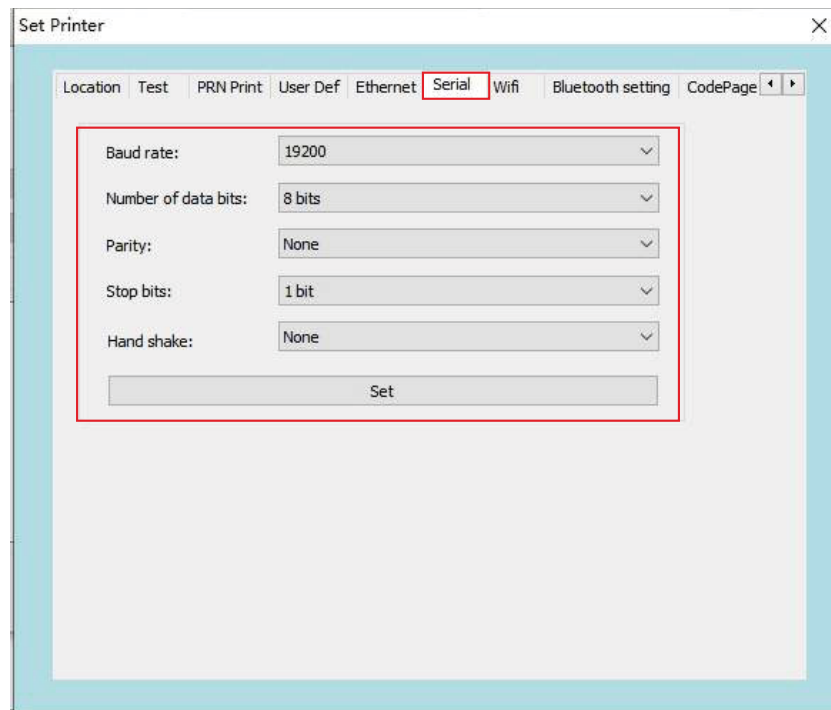 Set Printer
Location Test PRN Print User Def Ethernet Serial Wifi Bluetooth setting CodePage
Baud rate: 19200
Number of data bits: 8 bits
Parity: None
Stop bits: 1 bit
Hand shake: None
Set